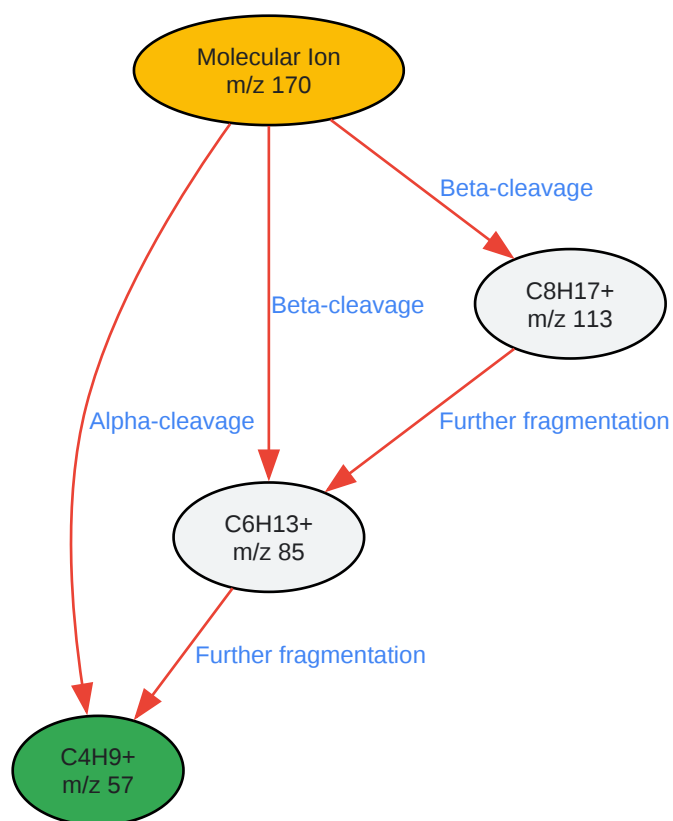 Molecular Ion
m/z 170
Beta-cleavage
C8H17+
m/z 113
Beta-cleavage
Alpha-cleavage
Further fragmentation
C6H13+
m/z 85
Further fragmentation
C4H9+
m/z 57